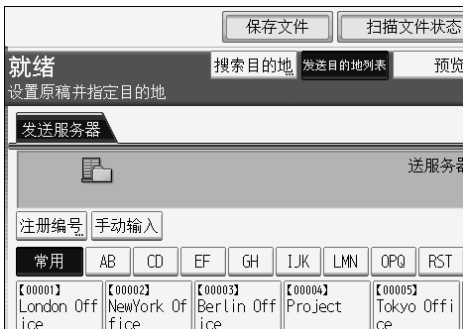 保存文件 扫描文件状态
就绪 搜索目的地 发送目的地列表 预览
设置原稿并指定目的地
发送服务器
送服务器
注册编号 手动输入
常用 AB CD EF GH IJK LMN OPQ RST
【00001】 【00002】 【00003】 【00004】 【00005】
London Off NewYork Of Berlin Off Project Tokyo Offi
ice fice ice ce